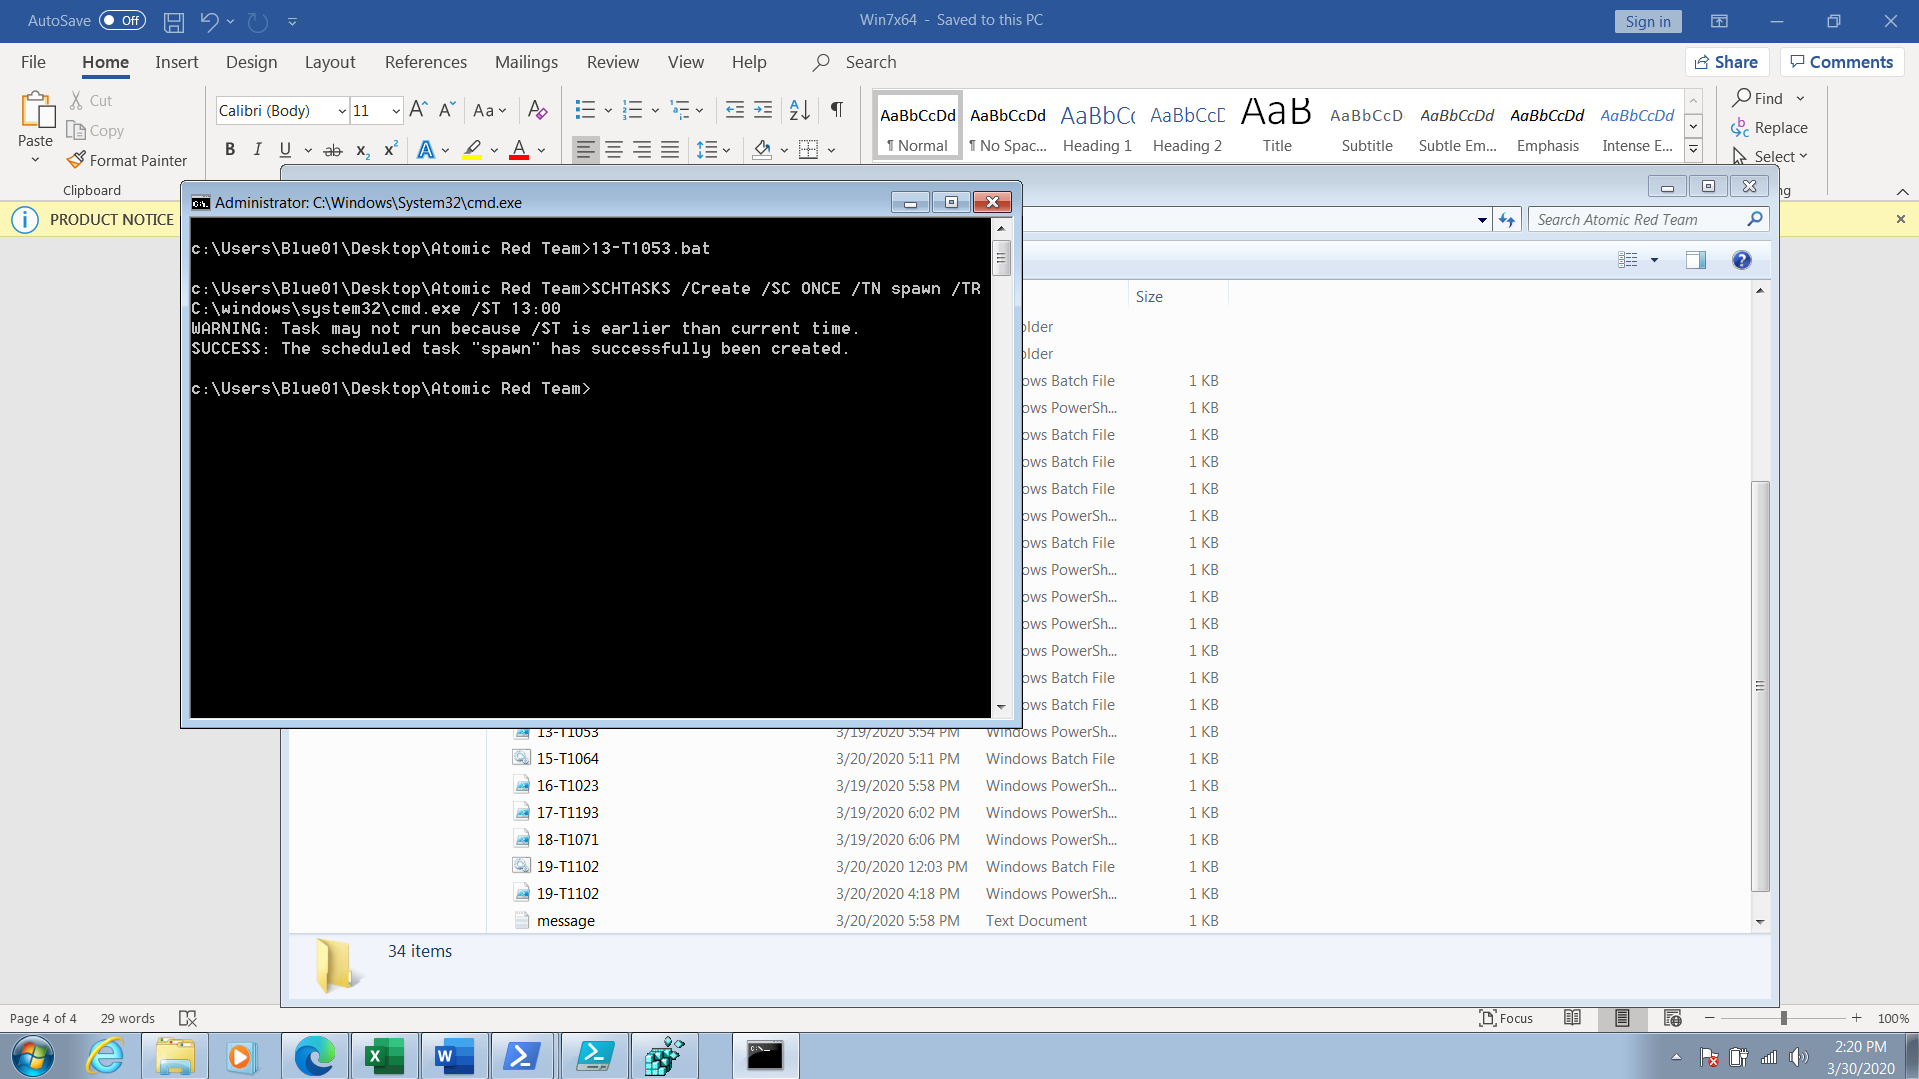 AutoSave Off
Win7x64 - Saved to this PC
Sign in
File Home Insert Design Layout References Mailings Review View Help Search
Share Comments
Paste
Cut
Copy
Format Painter
Clipboard
Calibri (Body) 11
AaBbCcDd AaBbCcDd AaBbCc AaBbCcD AaB AaBbCcD AaBbCcDd AaBbCcDd AaBbCcDd
¶ Normal ¶ No Spac... Heading 1 Heading 2 Title Subtitle Subtle Em... Emphasis Intense E...
Find
Replace
Select
ng
PRODUCT NOTICE
Administrator: C:\Windows\System32\cmd.exe
c:\Users\Blue01\Desktop\Atomic Red Team>13-T1053.bat
c:\Users\Blue01\Desktop\Atomic Red Team>SCHTASKS /Create /SC ONCE /TN spawn /TR
C:\windows\system32\cmd.exe /ST 13:00
WARNING: Task may not run because /ST is earlier than current time.
SUCCESS: The scheduled task "spawn" has successfully been created.
c:\Users\Blue01\Desktop\Atomic Red Team>
Search Atomic Red Team
Size
older
older
ows Batch File 1 KB
ows PowerSh... 1 KB
ows Batch File 1 KB
ows Batch File 1 KB
ows Batch File 1 KB
ows PowerSh... 1 KB
ows Batch File 1 KB
ows PowerSh... 1 KB
ows PowerSh... 1 KB
ows PowerSh... 1 KB
ows PowerSh... 1 KB
ows Batch File 1 KB
ows Batch File 1 KB
13-T1053 3/19/2020 5:54 PM Windows PowerSh... 1 KB
15-T1064 3/20/2020 5:11 PM Windows Batch File 1 KB
16-T1023 3/19/2020 5:58 PM Windows PowerSh... 1 KB
17-T1193 3/19/2020 6:02 PM Windows PowerSh... 1 KB
18-T1071 3/19/2020 6:06 PM Windows PowerSh... 1 KB
19-T1102 3/20/2020 12:03 PM Windows Batch File 1 KB
19-T1102 3/20/2020 4:18 PM Windows PowerSh... 1 KB
message 3/20/2020 5:58 PM Text Document 1 KB
34 items
Page 4 of 4 29 words
Focus
100%
2:20 PM
3/30/2020